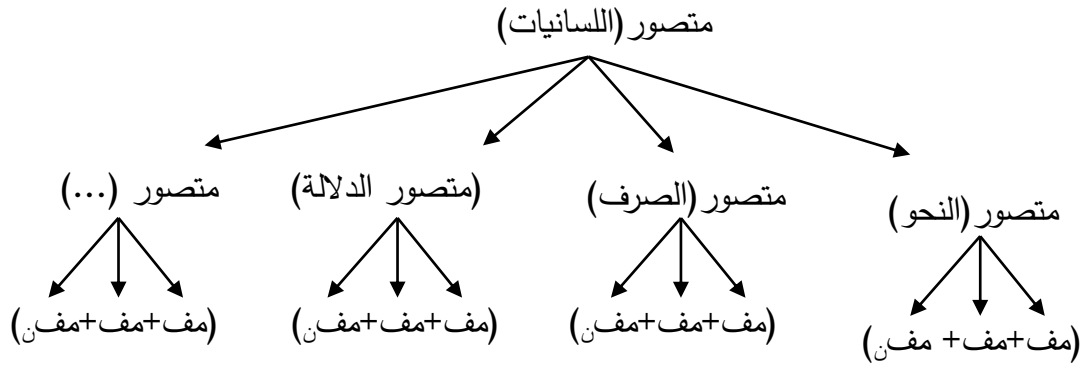 متصور (اللسانيات)
متصور (النحو)
متصور (الصرف)
(متصور الدلالة)
متصور (...)
(مف+مف+ مفن)
(مف+مف+مفن)
(مف+مف+مفن)
(مف+مف+مفن)